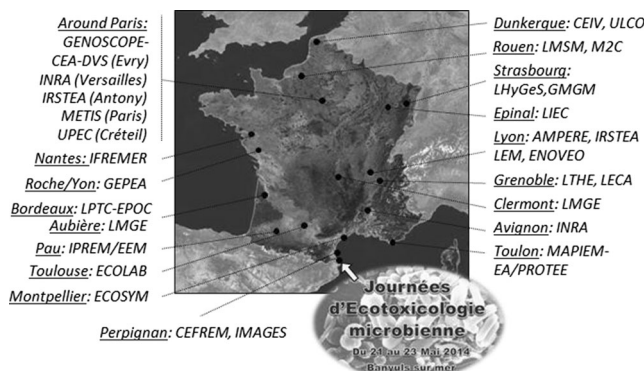 Around Paris:
GENOSCOPE-
CEA-DVS (Evry)
INRA (Versailles)
IRSTEA (Antony)
METIS (Paris)
UPEC (Créteil)
Nantes: IFREMER
Roche/Yon: GEPEA
Bordeaux: LPTC-EPOC
Aubière: LMGE
Pau: IPREM/EEM
Toulouse: ECOLAB
Montpellier: ECOSYM
Perpignan: CEFREM, IMAGES
Dunkerque: CEIV, ULCO
Rouen: LMSM, M2C
Strasbourg:
LHyGeS,GMGM
Epinal: LIEC
Lyon: AMPERE, IRSTEA
LEM, ENOVEO
Grenoble: LTHE, LECA
Clermont: LMGE
Avignon: INRA
Toulon: MAPIEM-
EA/PROTEE
Journées
d'Ecotoxicologie
microbienne
Du 21 au 23 Mai 2014
Banyuls sur mer